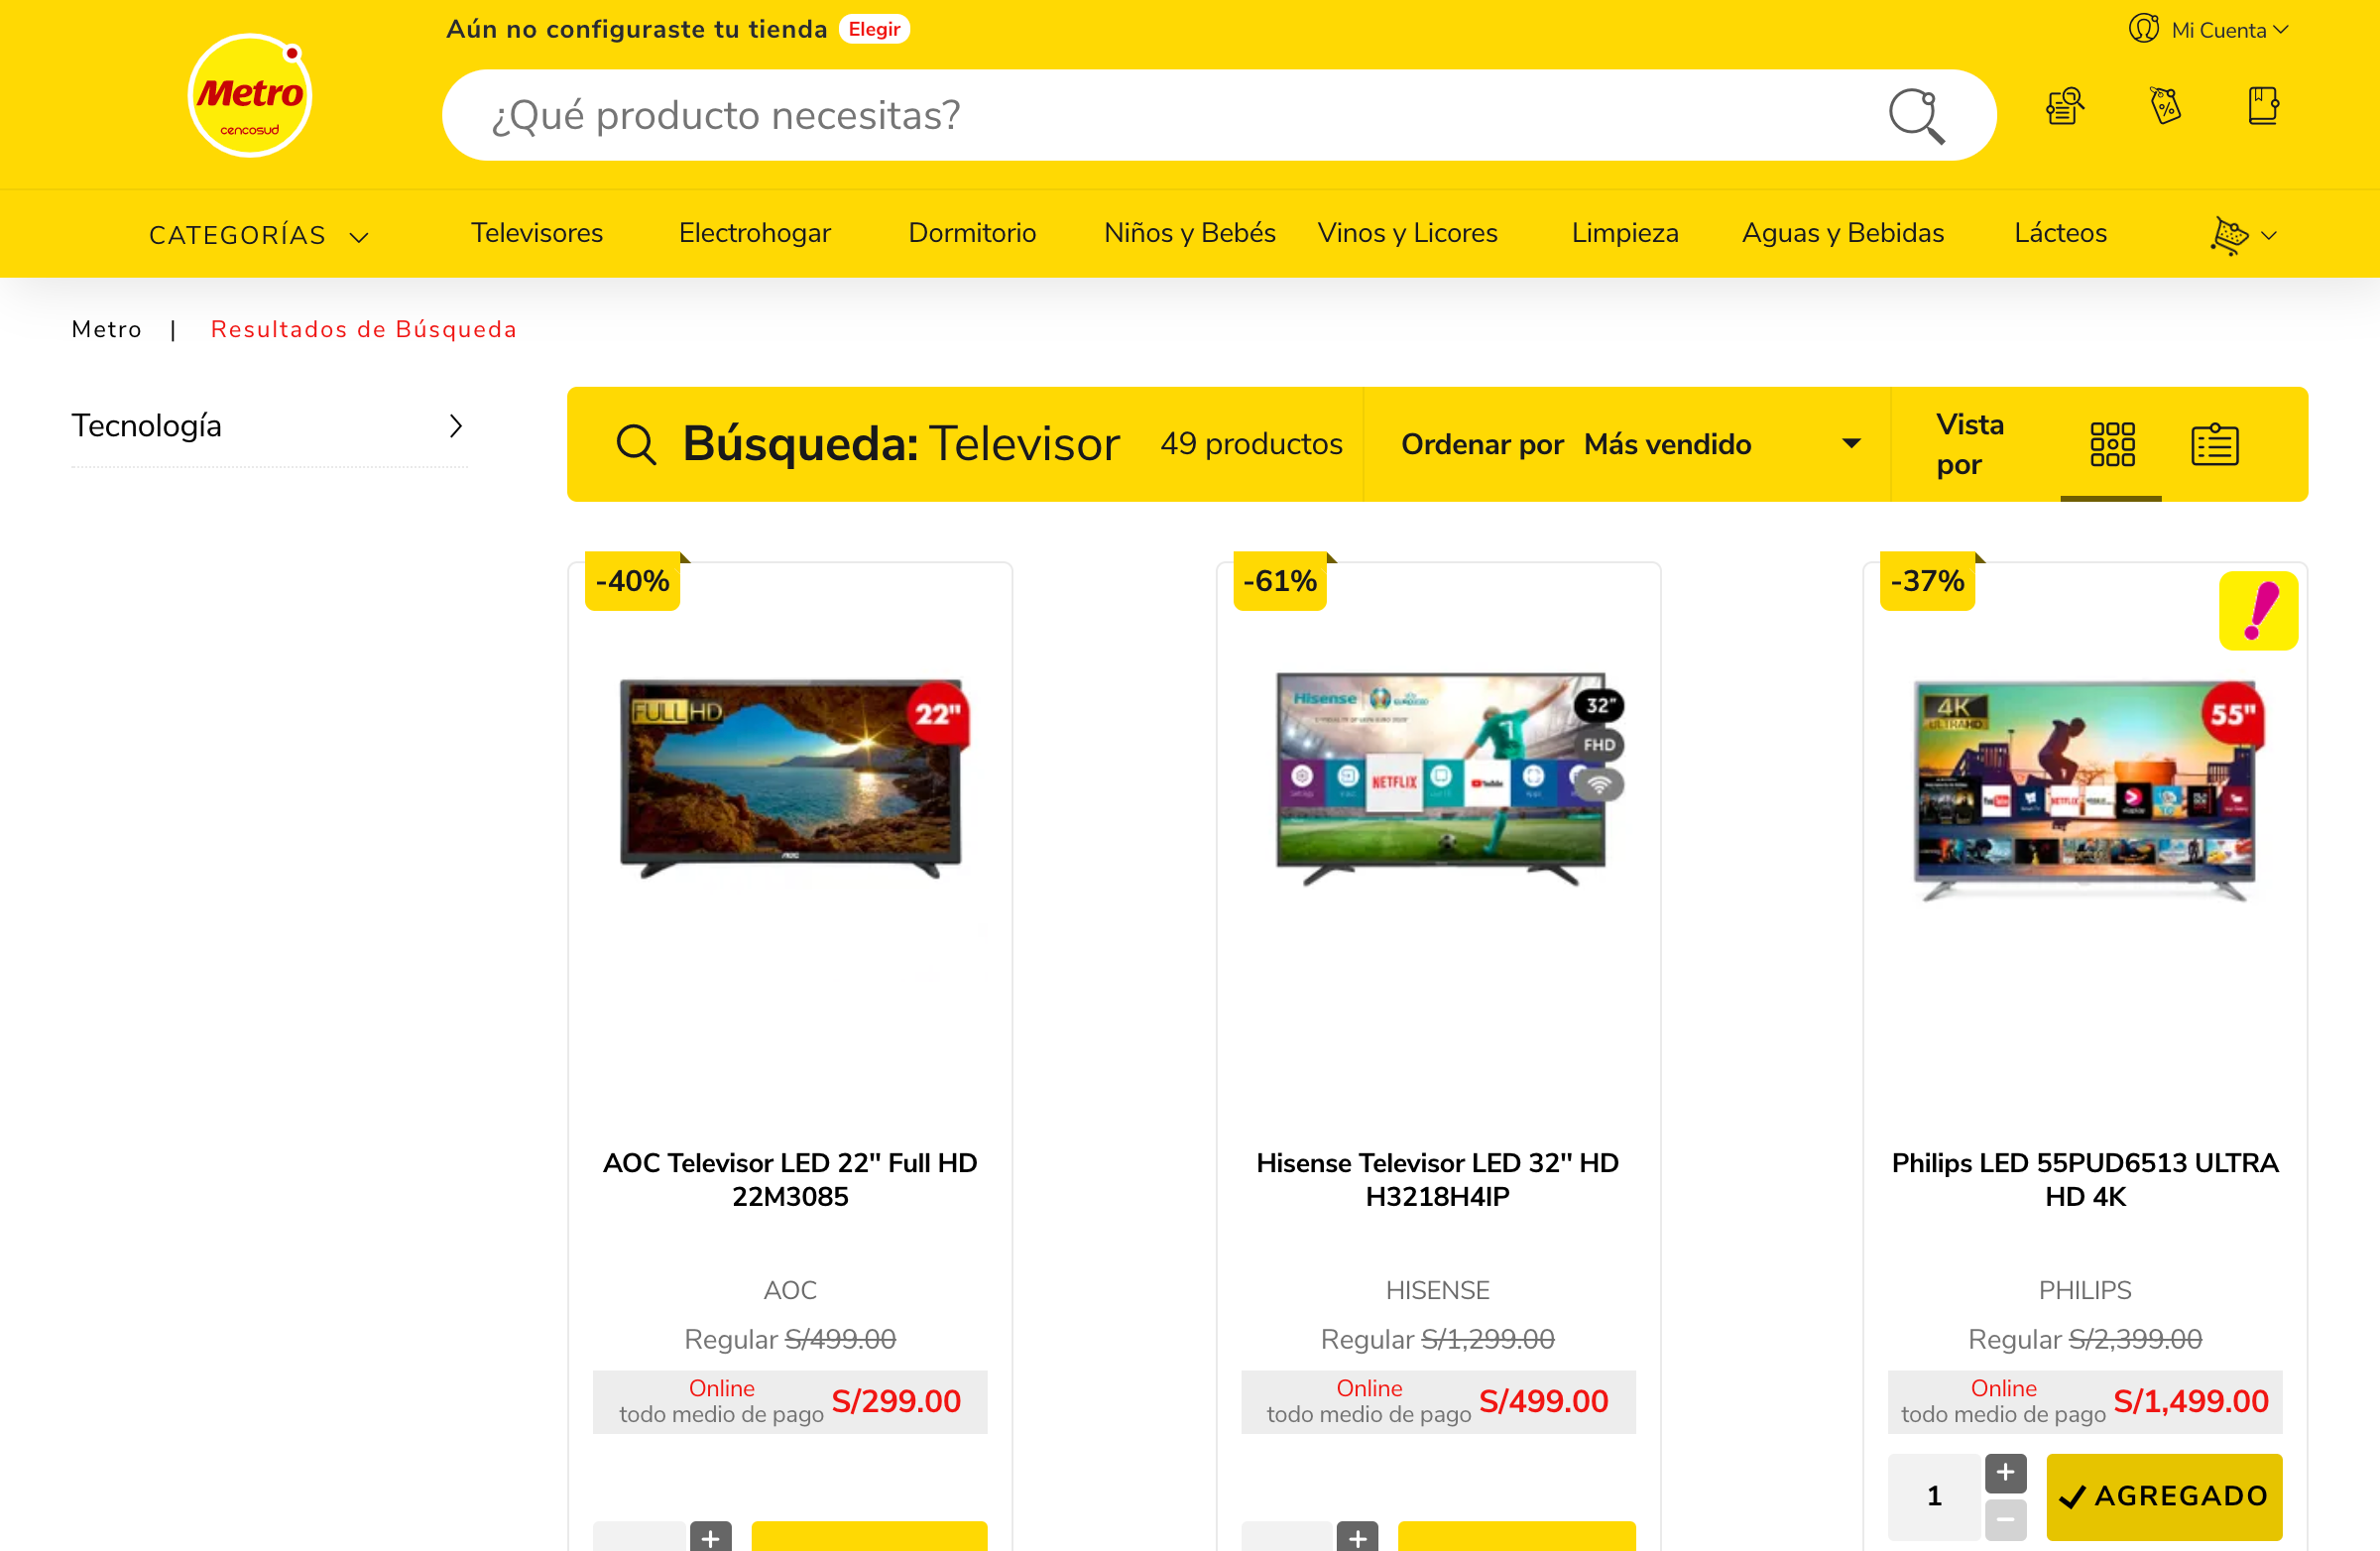 Aún no configuraste tu tienda Elegir
Mi Cuenta
Metro
cencosud
¿Qué producto necesitas?
CATEGORÍAS
Televisores
Electrohogar
Dormitorio
Niños y Bebés
Vinos y Licores
Limpieza
Aguas y Bebidas
Lácteos
Metro | Resultados de Búsqueda
Tecnología
Búsqueda: Televisor 49 productos
Ordenar por Más vendido
Vista
por
-40%
FULL HD
22"
AOC
AOC Televisor LED 22" Full HD
22M3085
AOC
Regular S/499.00
Online
todo medio de pago S/299.00
+
-61%
Hisense
32"
FHD
NETFLIX
YouTube
Hisense Televisor LED 32" HD
H3218H4IP
HISENSE
Regular S/1,299.00
Online
todo medio de pago S/499.00
+
-37%
4K
ULTRAHD
55"
NETFLIX
Philips LED 55PUD6513 ULTRA
HD 4K
PHILIPS
Regular S/2,399.00
Online
todo medio de pago S/1,499.00
1
+
−
AGREGADO